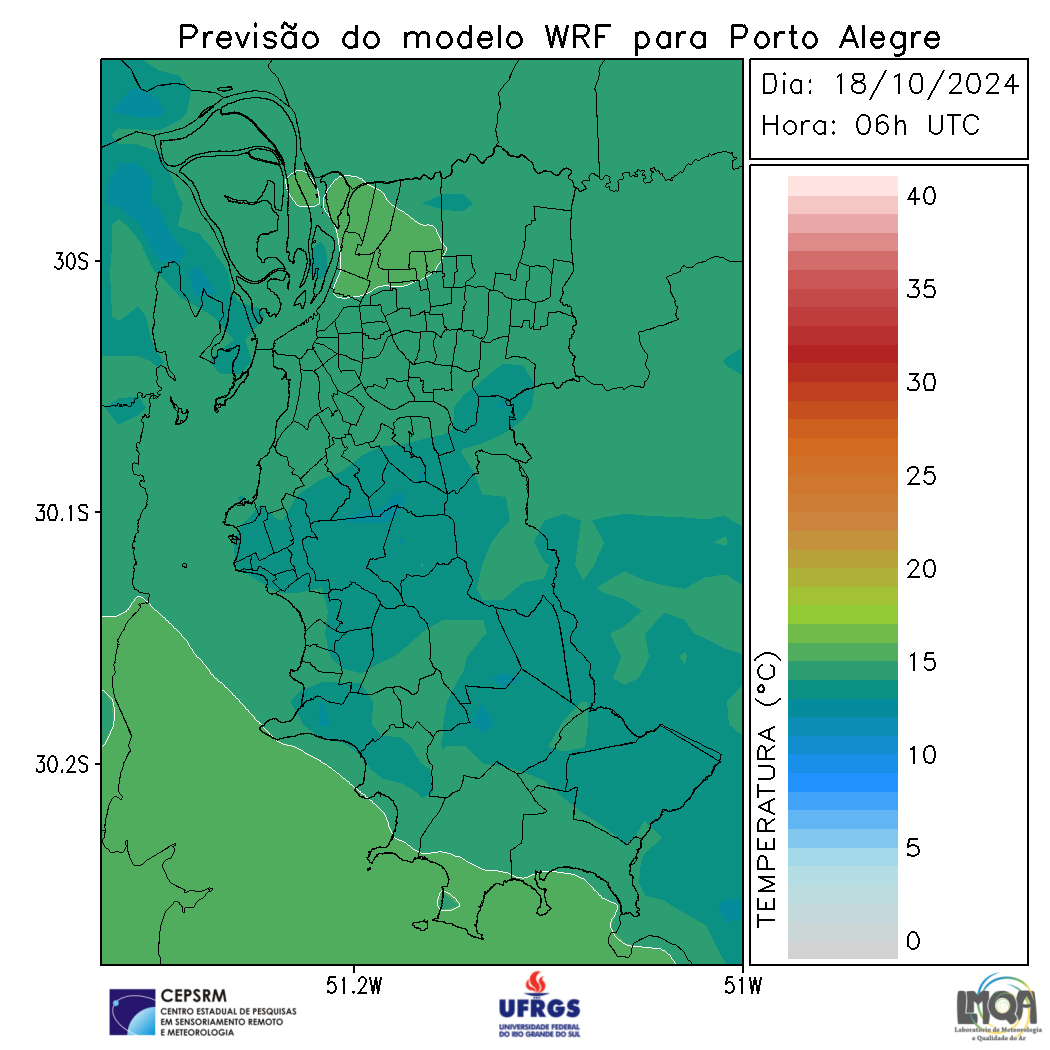 Previsão do modelo WRF para Porto Alegre
Dia: 18/10/2024
Hora: 06h UTC
40
35
30
25
20
15
10
5
0
TEMPERATURA (°C)
30S
30.1S
30.2S
51.2W
51W
CEPSRM
CENTRO ESTADUAL DE PESQUISAS
EM SENSORIAMENTO REMOTO
E METEOROLOGIA
UFRGS
UNIVERSIDADE FEDERAL
DO RIO GRANDE DO SUL
LMQA
Laboratório de Meteorologia
e Qualidade do Ar